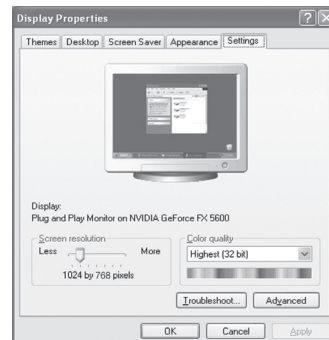 Display Properties
Themes Desktop Screen Saver Appearance Settings
Display:
Plug and Play Monitor on NVIDIA GeForce FX 5600
Screen resolution
Less More
1024 by 768 pixels
Color quality
Highest (32 bit)
Troubleshoot... Advanced
OK Cancel Apply